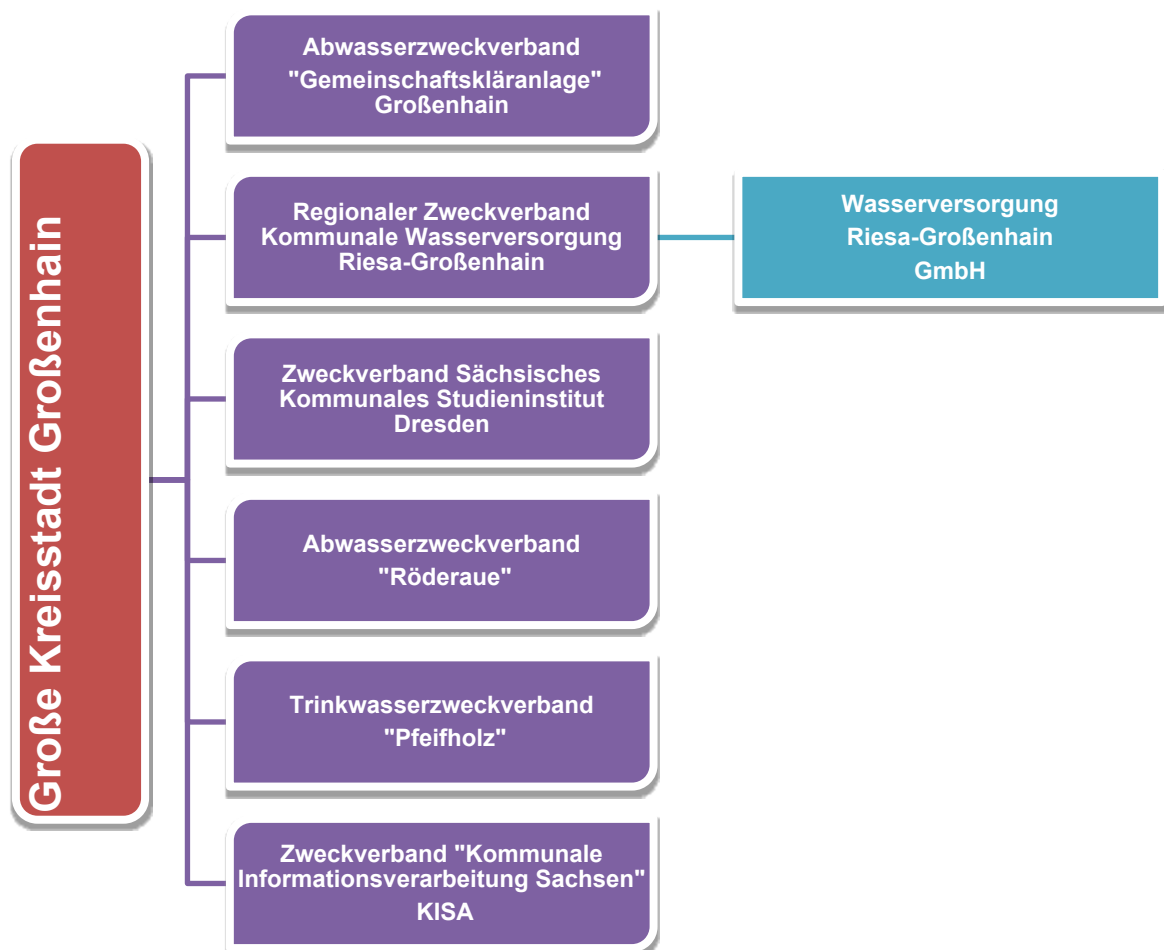 Große Kreisstadt Großenhain
Abwasserzweckverband
"Gemeinschaftskläranlage"
Großenhain
Regionaler Zweckverband
Kommunale Wasserversorgung
Riesa-Großenhain
Wasserversorgung
Riesa-Großenhain
GmbH
Zweckverband Sächsisches
Kommunales Studieninstitut
Dresden
Abwasserzweckverband
"Röderaue"
Trinkwasserzweckverband
"Pfeifholz"
Zweckverband "Kommunale
Informationsverarbeitung Sachsen"
KISA